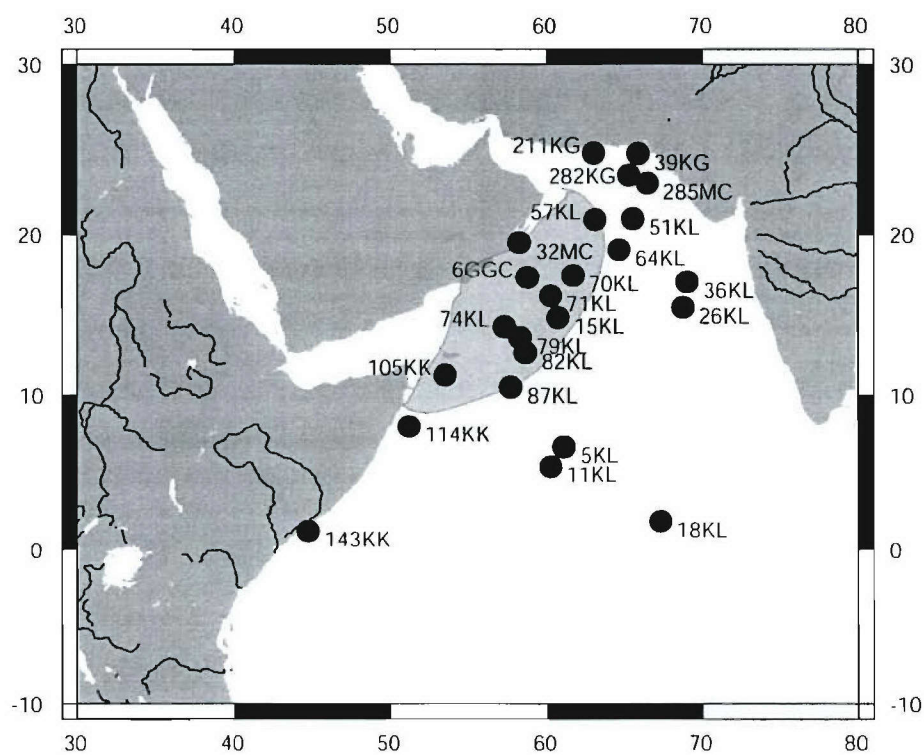 30 40 50 60 70 80
30 30
211KG
39KG
282KG
285MC
57KL
51KL
20 20
32MC
64KL
6GGC
70KL
36KL
71KL
26KL
74KL
15KL
79KL
82KL
105KK
87KL
10 10
114KK
5KL
11KL
18KL
143KK
0 0
-10 -10
30 40 50 60 70 80